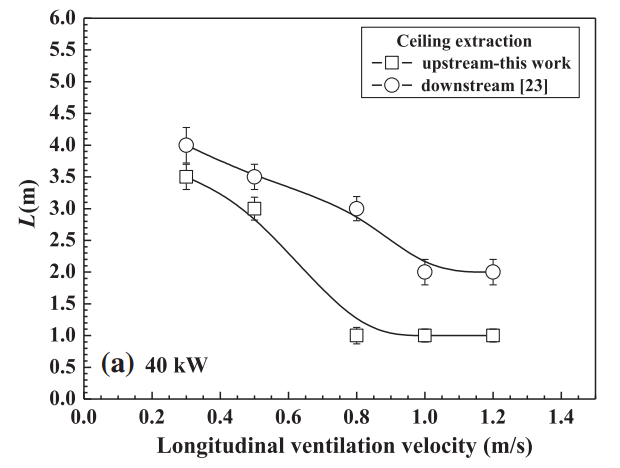 6.0
5.5
5.0
4.5
4.0
3.5
3.0
2.5
2.0
1.5
1.0
0.5
0.0
L(m)
Ceiling extraction
upstream-this work
downstream [23]
(a) 40 kW
0.0 0.2 0.4 0.6 0.8 1.0 1.2 1.4
Longitudinal ventilation velocity (m/s)